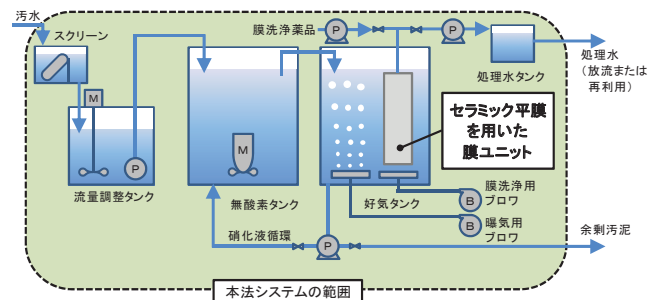 汚水
スクリーン
M
P
流量調整タンク
M
無酸素タンク
硝化液循環
膜洗浄薬品
P
P
処理水タンク
処理水
（放流または
再利用）
セラミック平膜
を用いた
膜ユニット
好気タンク
B
膜洗浄用
ブロワ
B
曝気用
ブロワ
P
余剰汚泥
本法システムの範囲